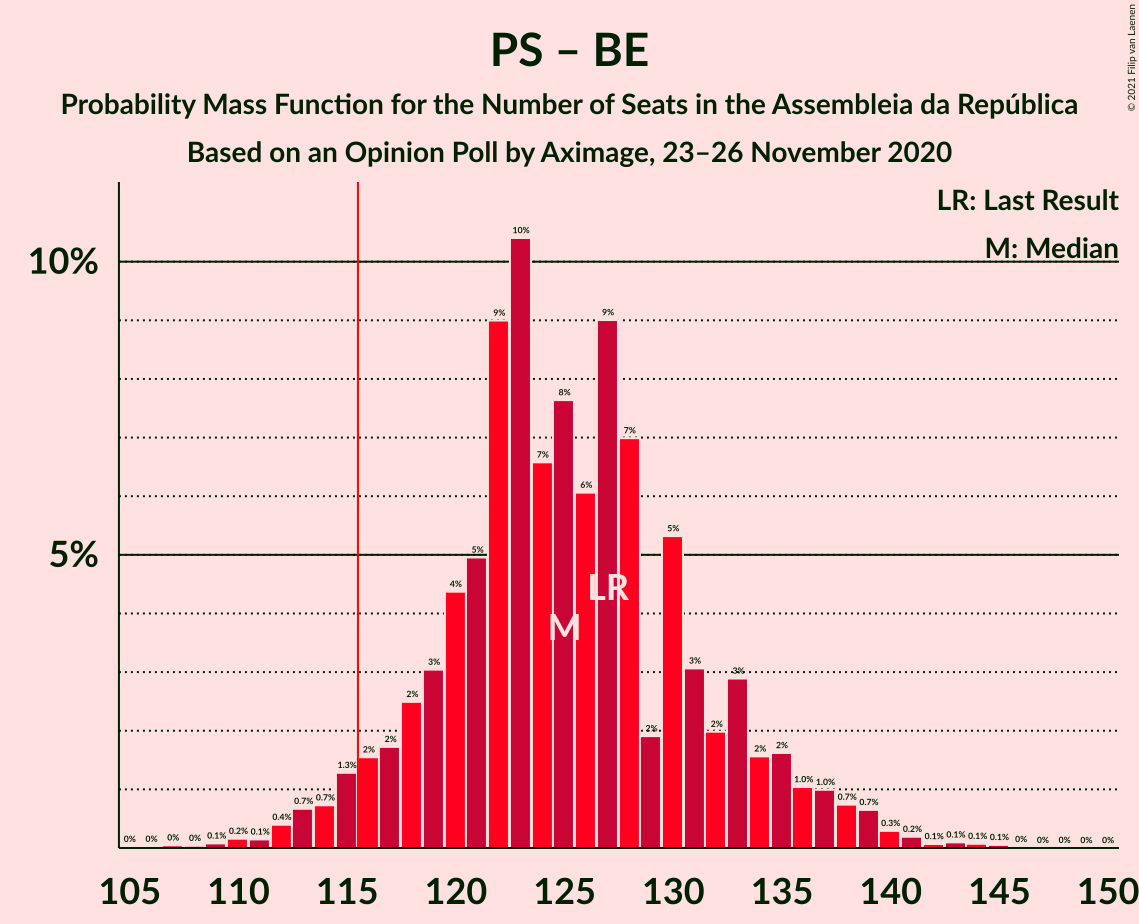 PS – BE
Probability Mass Function for the Number of Seats in the Assembleia da República
Based on an Opinion Poll by Aximage, 23–26 November 2020
© 2021 Filip van Laenen
LR: Last Result
M: Median
10%
5%
0% 0% 0% 0% 0.1% 0.2% 0.1% 0.4% 0.7% 0.7% 1.3% 2% 2% 2% 3% 4% 5% 9% 10% 7% 8% 6% 9% 7% 2% 5% 3% 2% 3% 2% 2% 1.0% 1.0% 0.7% 0.7% 0.3% 0.2% 0.1% 0.1% 0.1% 0.1% 0% 0% 0% 0% 0%
LR
M
105 110 115 120 125 130 135 140 145 150